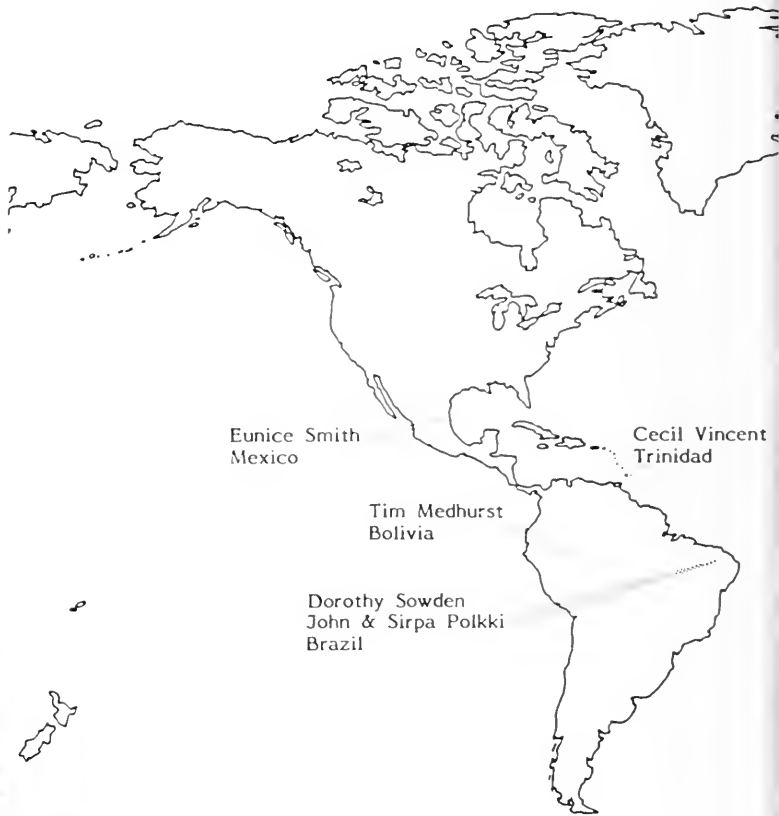 Eunice Smith
Mexico
Cecil Vincent
Trinidad
Tim Medhurst
Bolivia
Dorothy Sowden
John & Sirpa Polkki
Brazil